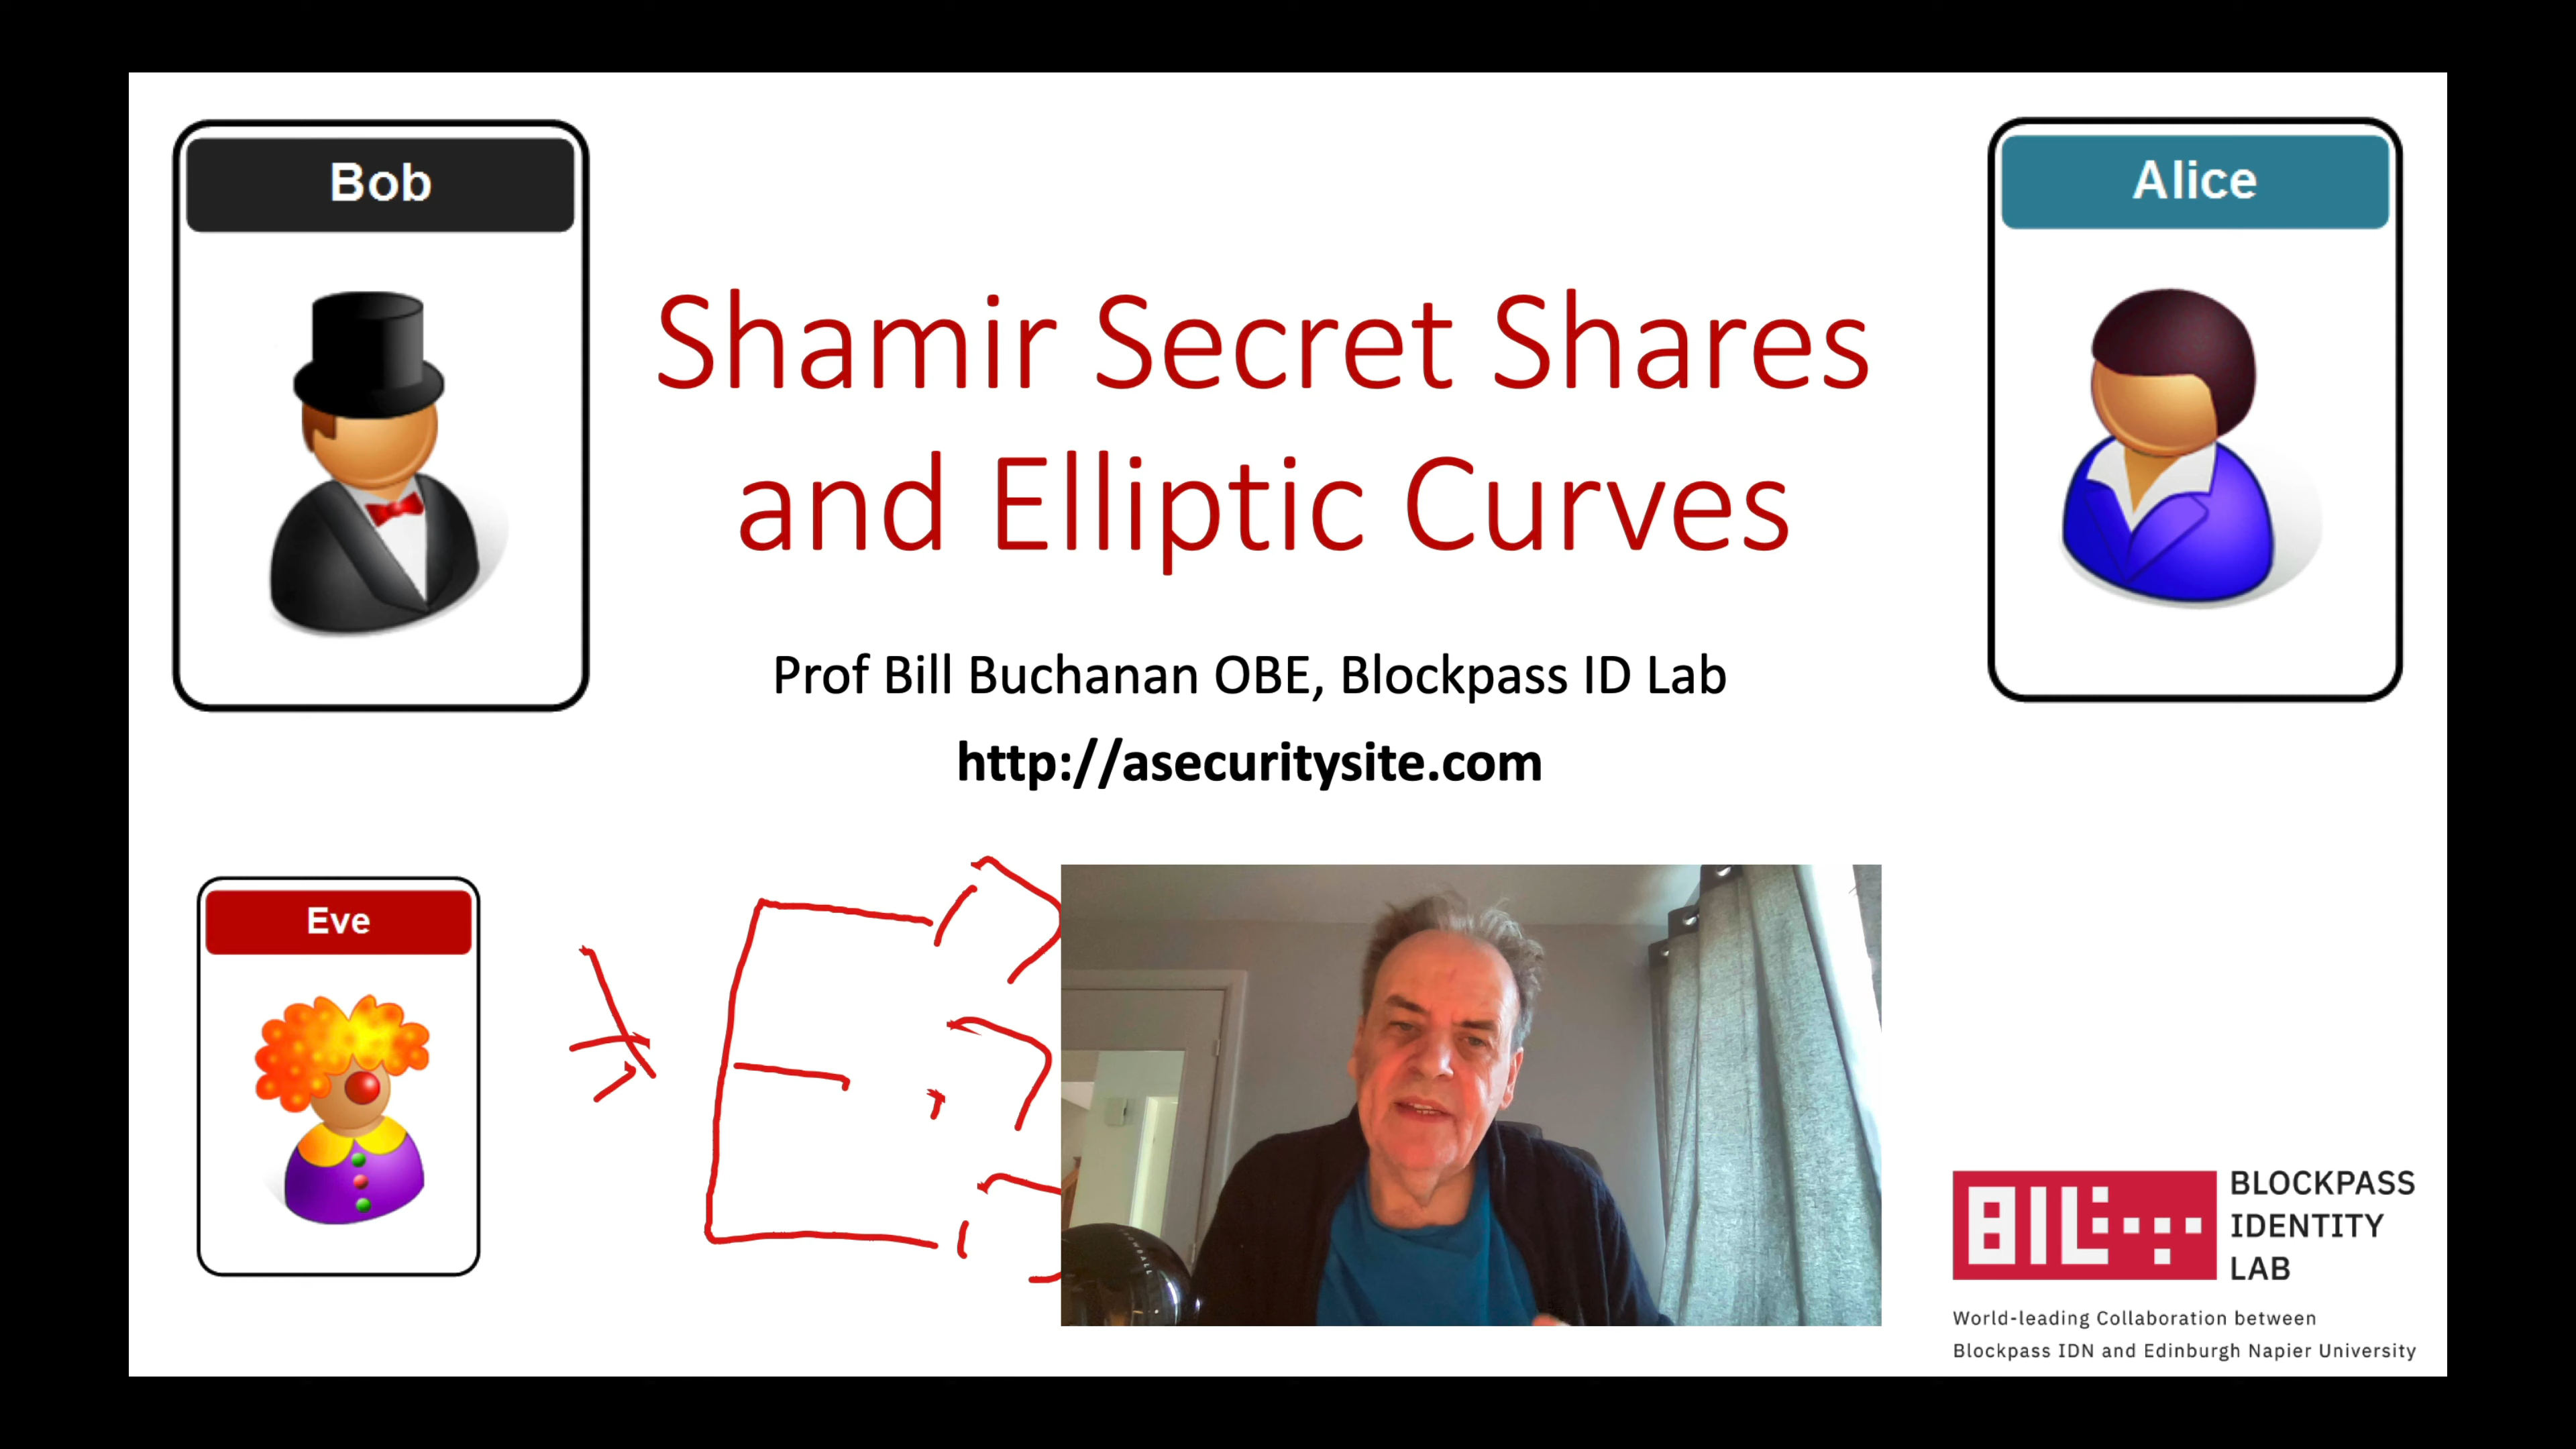 Bob
Alice
Shamir Secret Shares
and Elliptic Curves
Prof Bill Buchanan OBE, Blockpass ID Lab
http://asecuritysite.com
Eve
BIL
BLOCKPASS
IDENTITY
LAB
World-leading Collaboration between
Blockpass IDN and Edinburgh Napier University